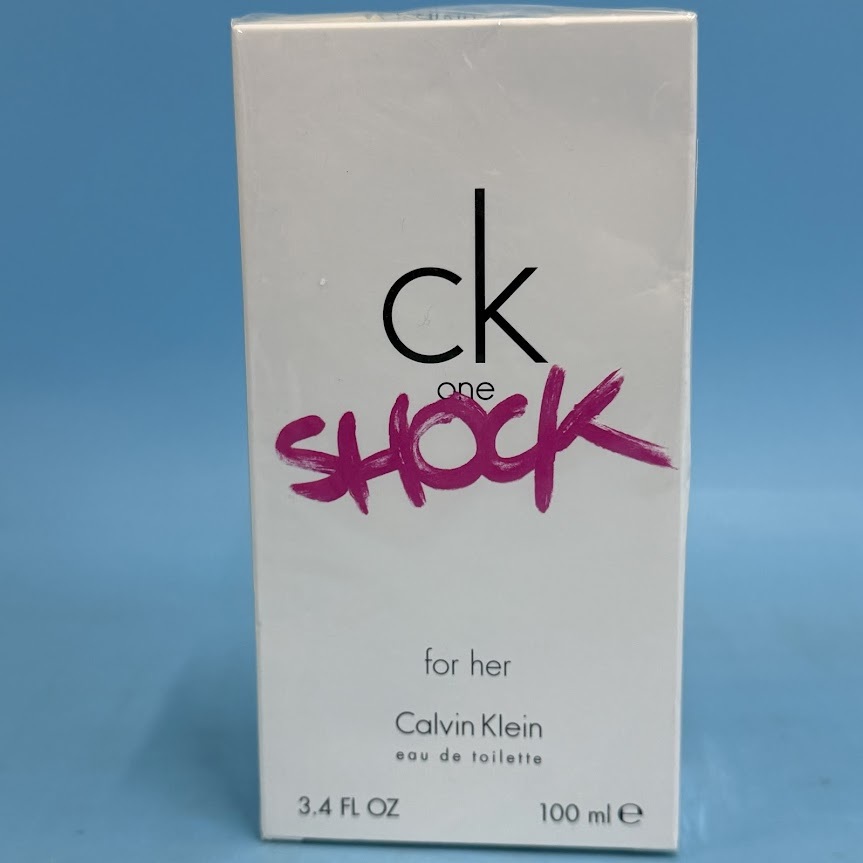 ck
one
SHOCK
for her
Calvin Klein
eau de toilette
3.4 FL OZ 100 ml ℮